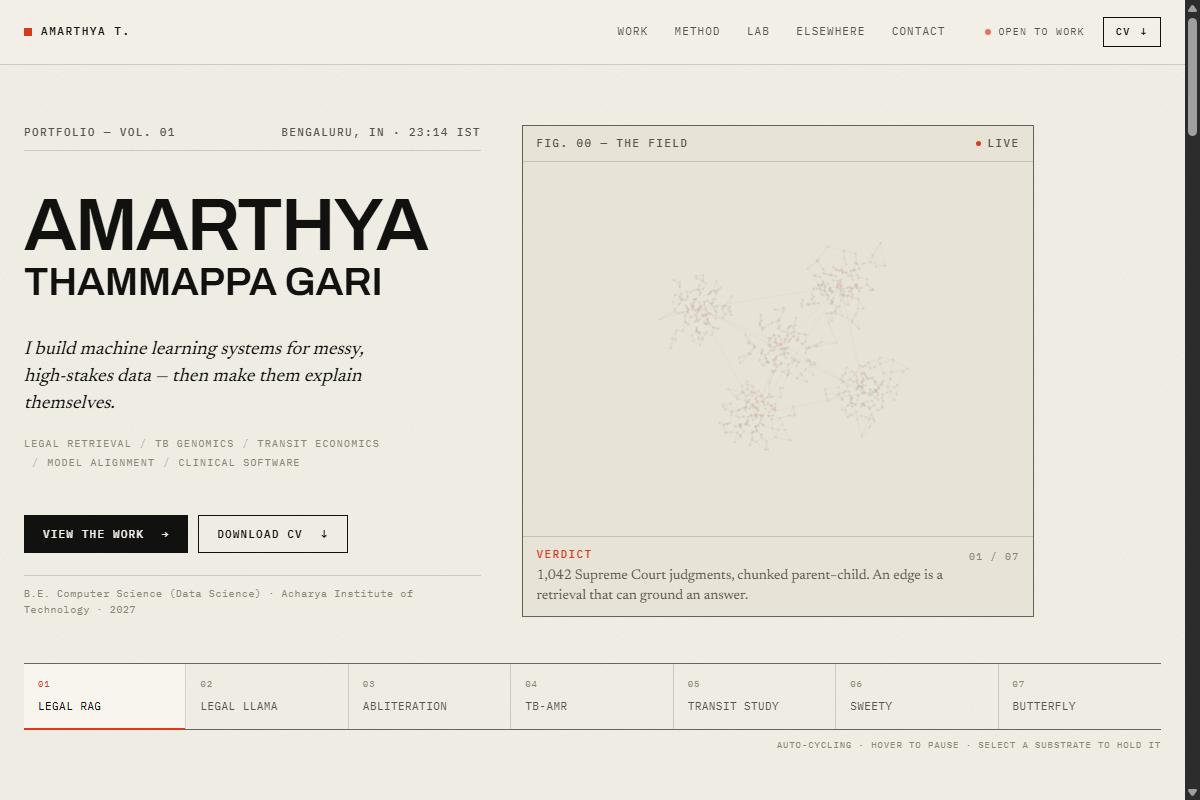 AMARTHYA T.
WORK METHOD LAB ELSEWHERE CONTACT OPEN TO WORK CV ↓
PORTFOLIO — VOL. 01 BENGALURU, IN · 23:14 IST
AMARTHYA
THAMMAPPA GARI
I build machine learning systems for messy,
high-stakes data — then make them explain
themselves.
LEGAL RETRIEVAL / TB GENOMICS / TRANSIT ECONOMICS
/ MODEL ALIGNMENT / CLINICAL SOFTWARE
VIEW THE WORK → DOWNLOAD CV ↓
B.E. Computer Science (Data Science) · Acharya Institute of
Technology · 2027
FIG. 00 — THE FIELD LIVE
VERDICT 01 / 07
1,042 Supreme Court judgments, chunked parent–child. An edge is a
retrieval that can ground an answer.
01 02 03 04 05 06 07
LEGAL RAG LEGAL LLAMA ABLITERATION TB-AMR TRANSIT STUDY SWEETY BUTTERFLY
AUTO-CYCLING · HOVER TO PAUSE · SELECT A SUBSTRATE TO HOLD IT